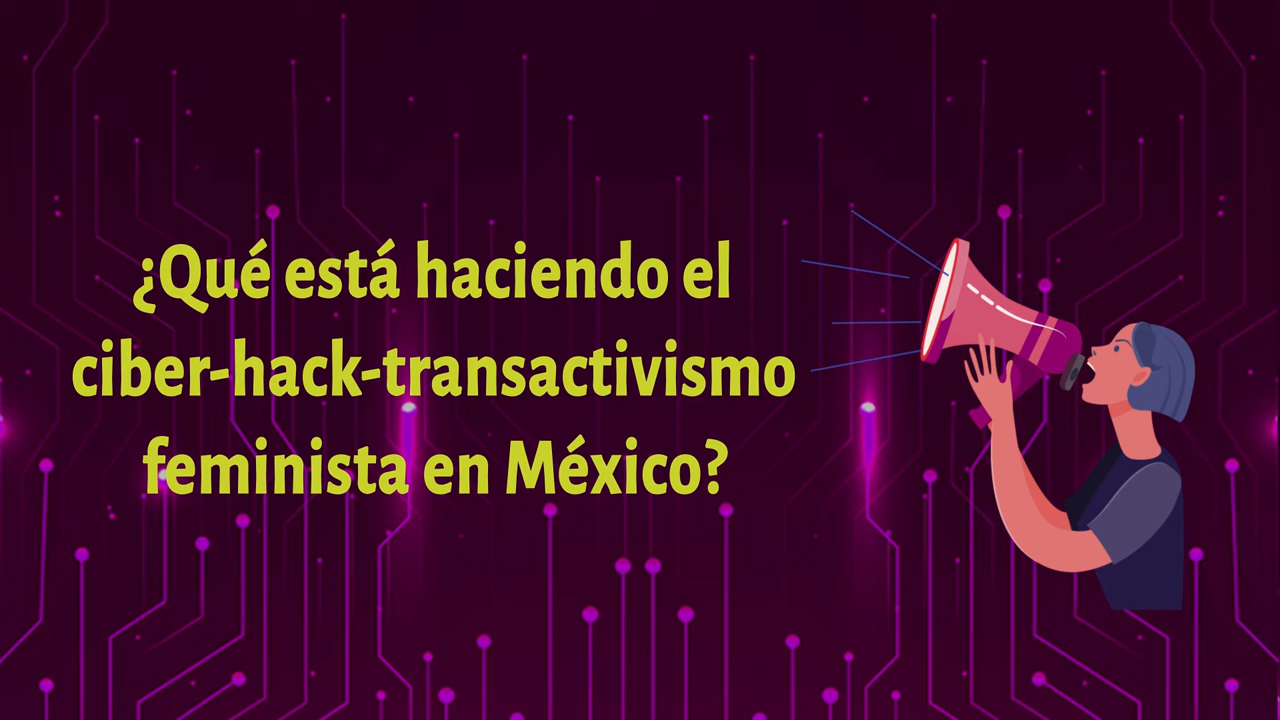 ¿Qué está haciendo el
ciber-hack-transactivismo
feminista en México?